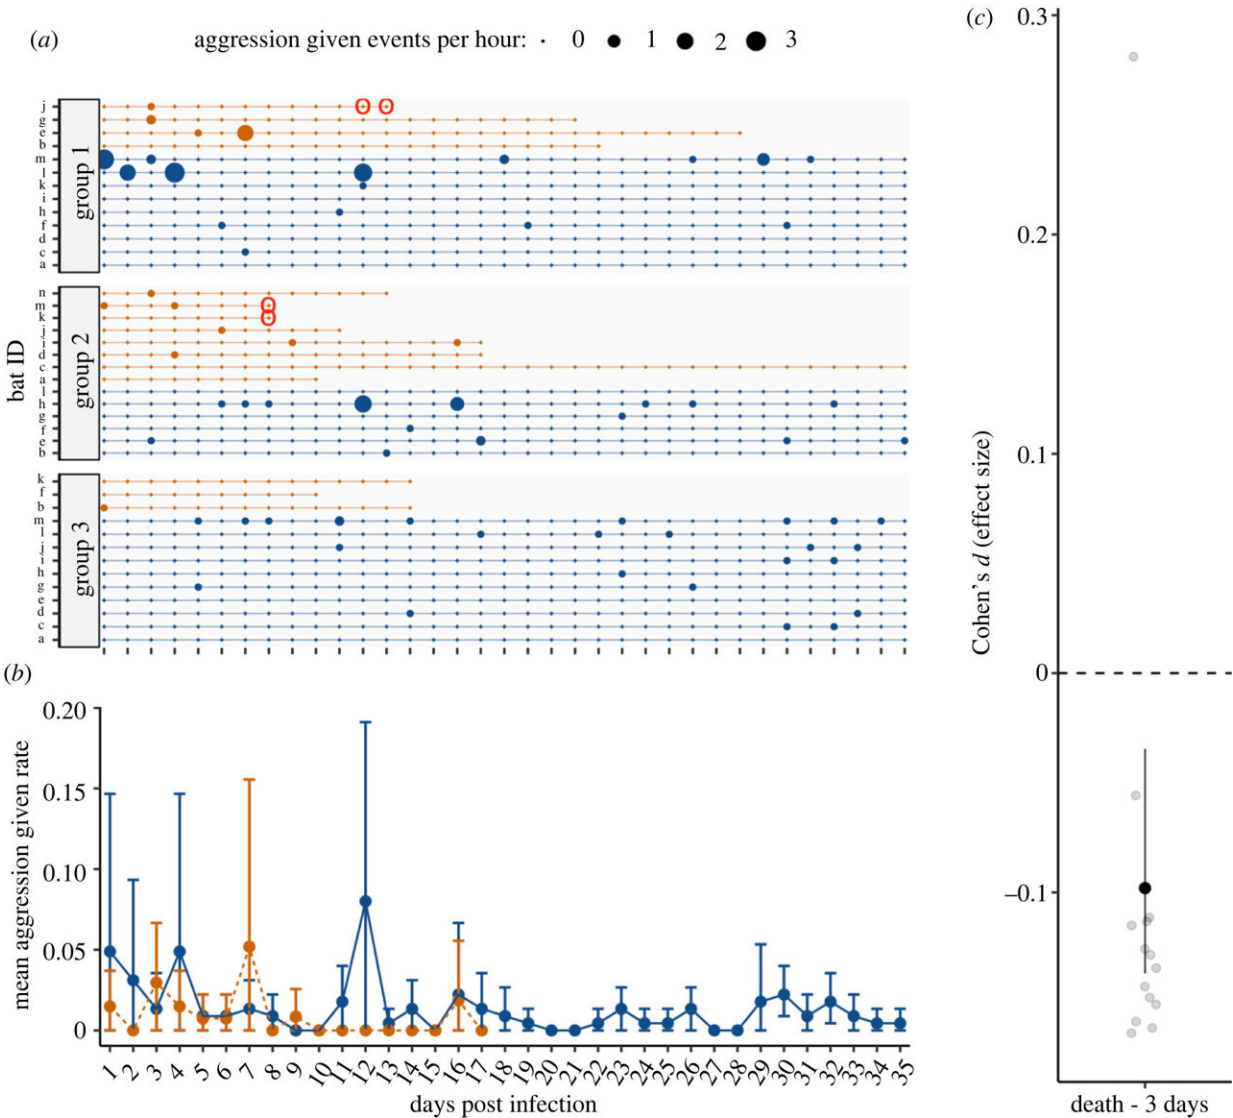 (a)
aggression given events per hour: 0 1 2 3
bat ID
group 1
j
g
e
b
m
l
k
i
h
f
d
c
a
group 2
n
m
k
j
i
d
c
a
l
h
g
f
e
b
group 3
k
f
b
m
l
j
i
h
g
e
d
c
a
(b)
mean aggression given rate
0.20
0.15
0.10
0.05
0
1 2 3 4 5 6 7 8 9 10 11 12 13 14 15 16 17 18 19 20 21 22 23 24 25 26 27 28 29 30 31 32 33 34 35
days post infection
(c)
Cohen's d (effect size)
0.3
0.2
0.1
0
–0.1
death - 3 days